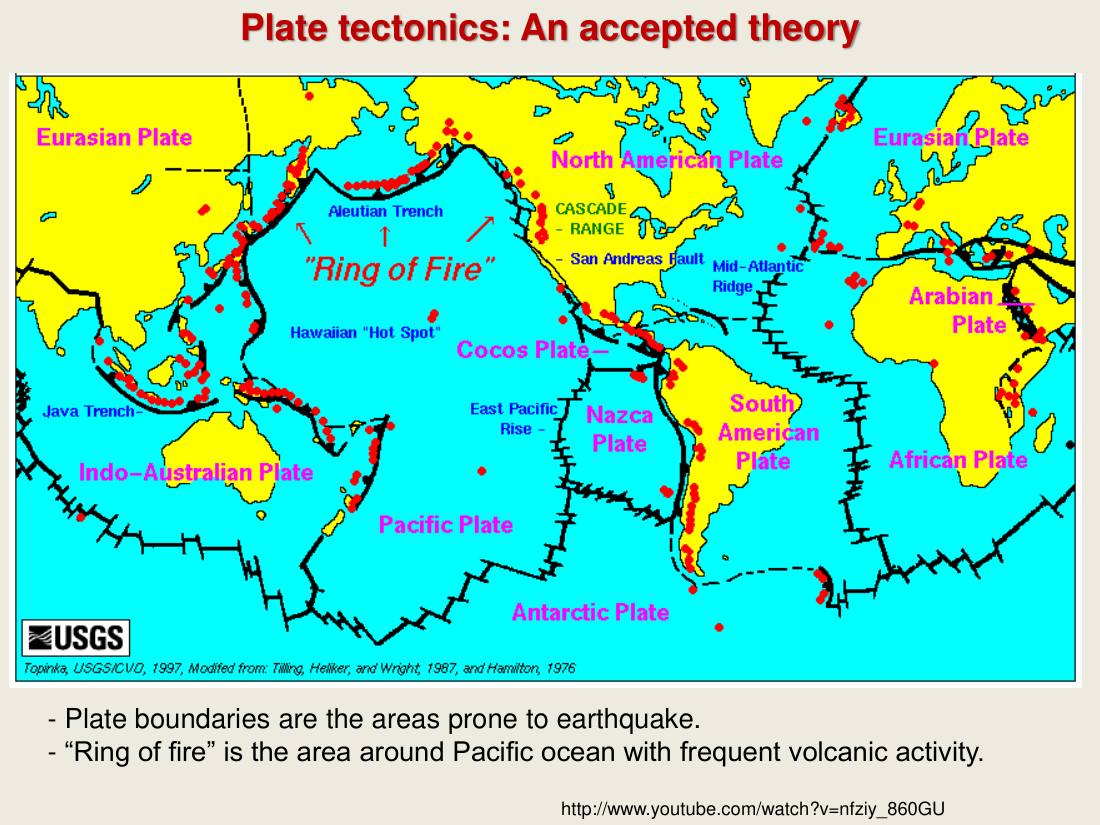 Plate tectonics: An accepted theory
Eurasian Plate
North American Plate
Eurasian Plate
Aleutian Trench
CASCADE
- RANGE
"Ring of Fire"
- San Andreas Fault
Mid-Atlantic
Ridge
Arabian
Plate
Hawaiian "Hot Spot"
Cocos Plate
Java Trench
East Pacific
Rise -
Nazca
Plate
South
American
Plate
Indo-Australian Plate
African Plate
Pacific Plate
Antarctic Plate
USGS
Topinka, USGS/CVO, 1997, Modifed from: Tilling, Heliker, and Wright, 1987, and Hamilton, 1976
- Plate boundaries are the areas prone to earthquake.
- “Ring of fire” is the area around Pacific ocean with frequent volcanic activity.
http://www.youtube.com/watch?v=nfziy_860GU